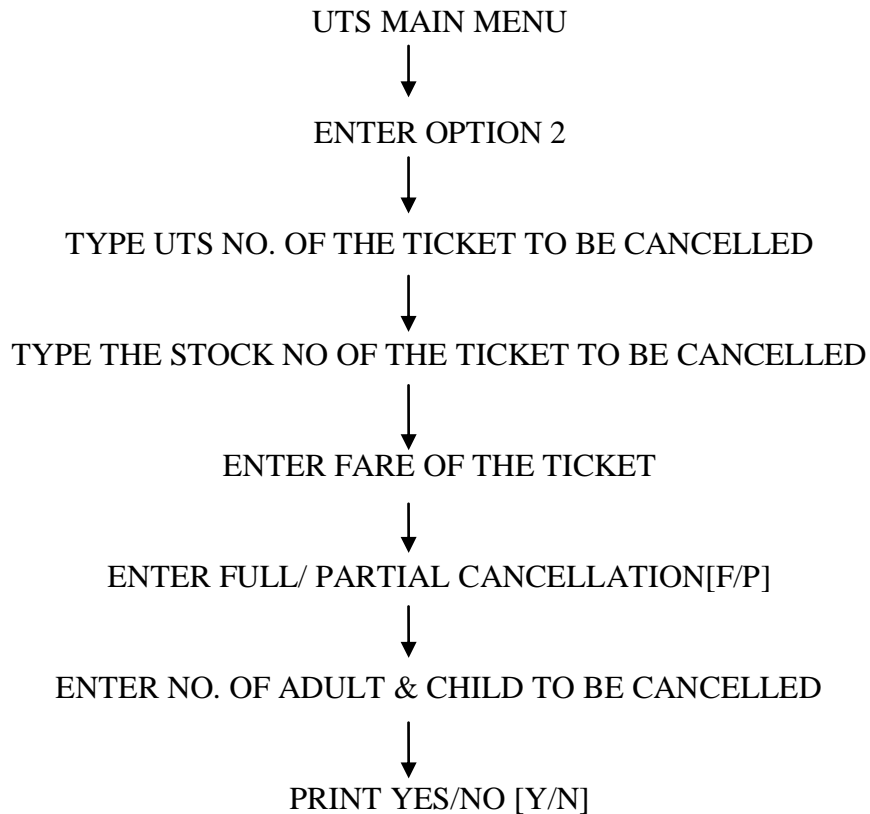 UTS MAIN MENU
ENTER OPTION 2
TYPE UTS NO. OF THE TICKET TO BE CANCELLED
TYPE THE STOCK NO OF THE TICKET TO BE CANCELLED
ENTER FARE OF THE TICKET
ENTER FULL/ PARTIAL CANCELLATION[F/P]
ENTER NO. OF ADULT & CHILD TO BE CANCELLED
PRINT YES/NO [Y/N]